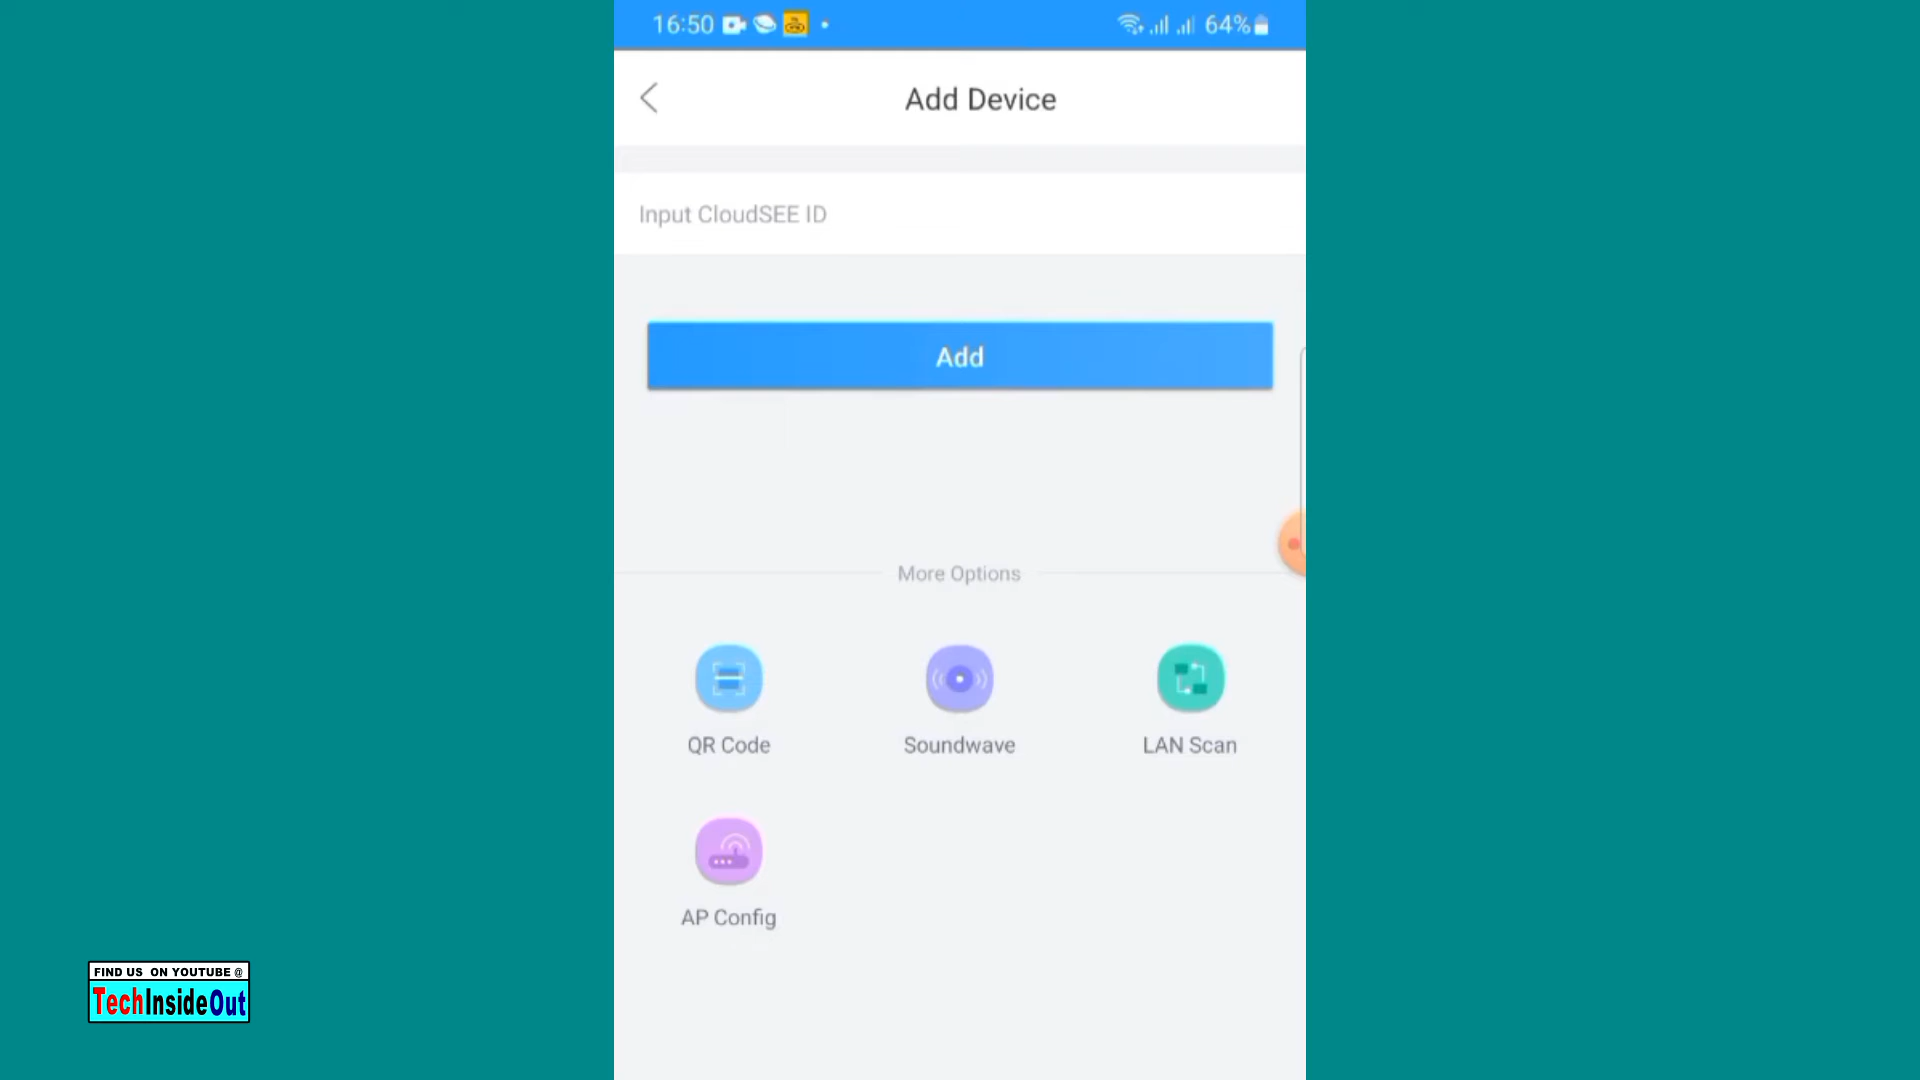 16:50
64%
Add Device
Input CloudSEE ID
Add
More Options
QR Code
Soundwave
LAN Scan
AP Config
FIND US ON YOUTUBE @
TechInsideOut